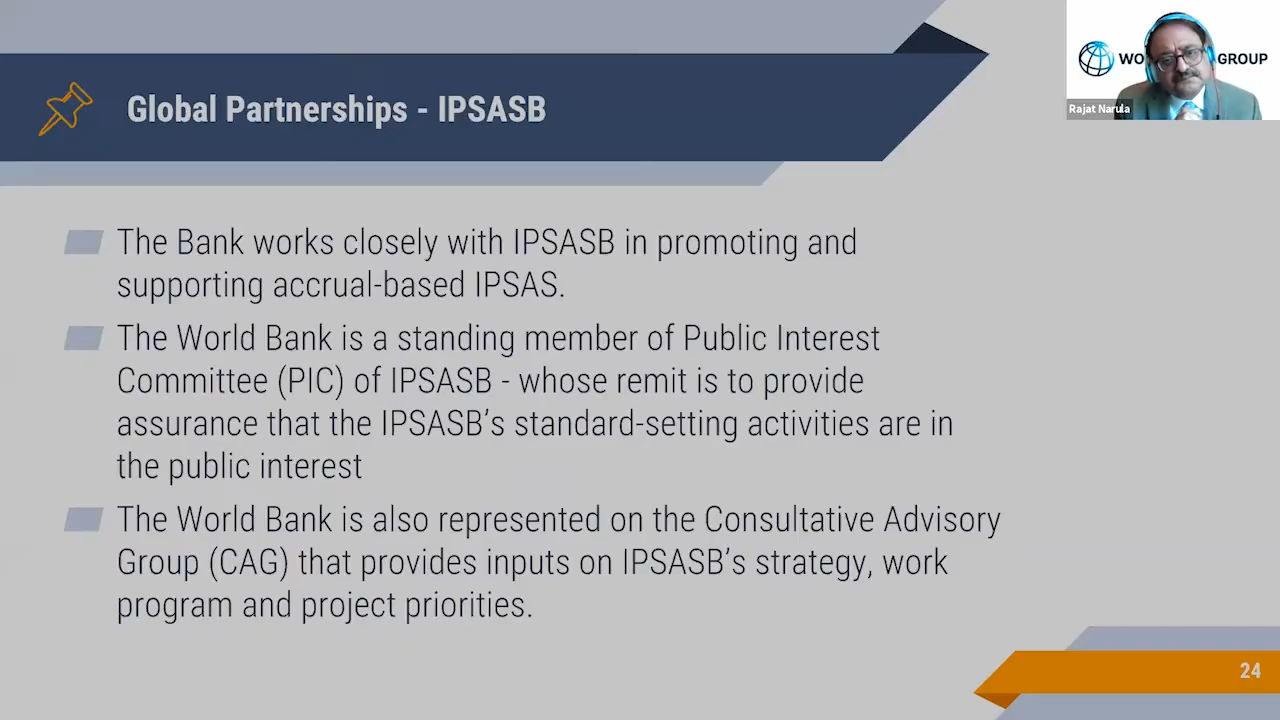 Global Partnerships - IPSASB
The Bank works closely with IPSASB in promoting and
supporting accrual-based IPSAS.
The World Bank is a standing member of Public Interest
Committee (PIC) of IPSASB - whose remit is to provide
assurance that the IPSASB’s standard-setting activities are in
the public interest
The World Bank is also represented on the Consultative Advisory
Group (CAG) that provides inputs on IPSASB’s strategy, work
program and project priorities.
24
WO GROUP
Rajat Narula